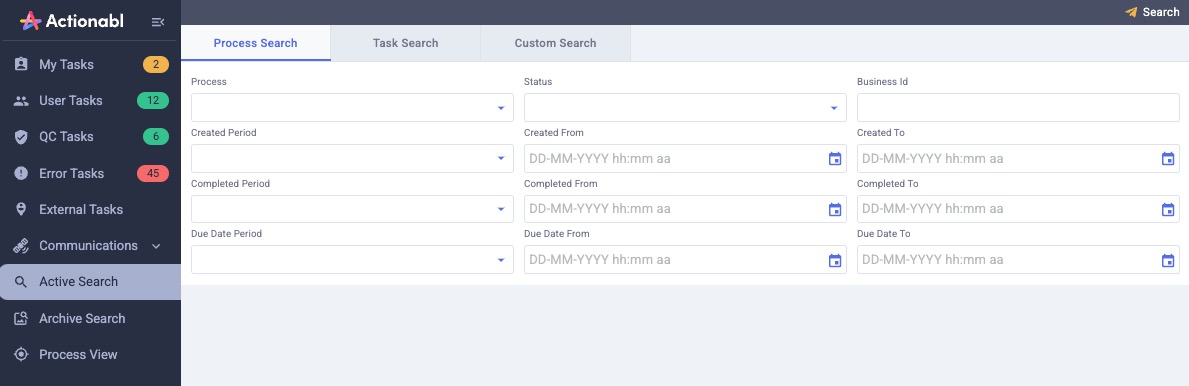 Actionabl
Search
My Tasks 2
User Tasks 12
QC Tasks 6
Error Tasks 45
External Tasks
Communications
Active Search
Archive Search
Process View
Process Search Task Search Custom Search
Process Status Business Id
Created Period Created From Created To
DD-MM-YYYY hh:mm aa DD-MM-YYYY hh:mm aa
Completed Period Completed From Completed To
DD-MM-YYYY hh:mm aa DD-MM-YYYY hh:mm aa
Due Date Period Due Date From Due Date To
DD-MM-YYYY hh:mm aa DD-MM-YYYY hh:mm aa